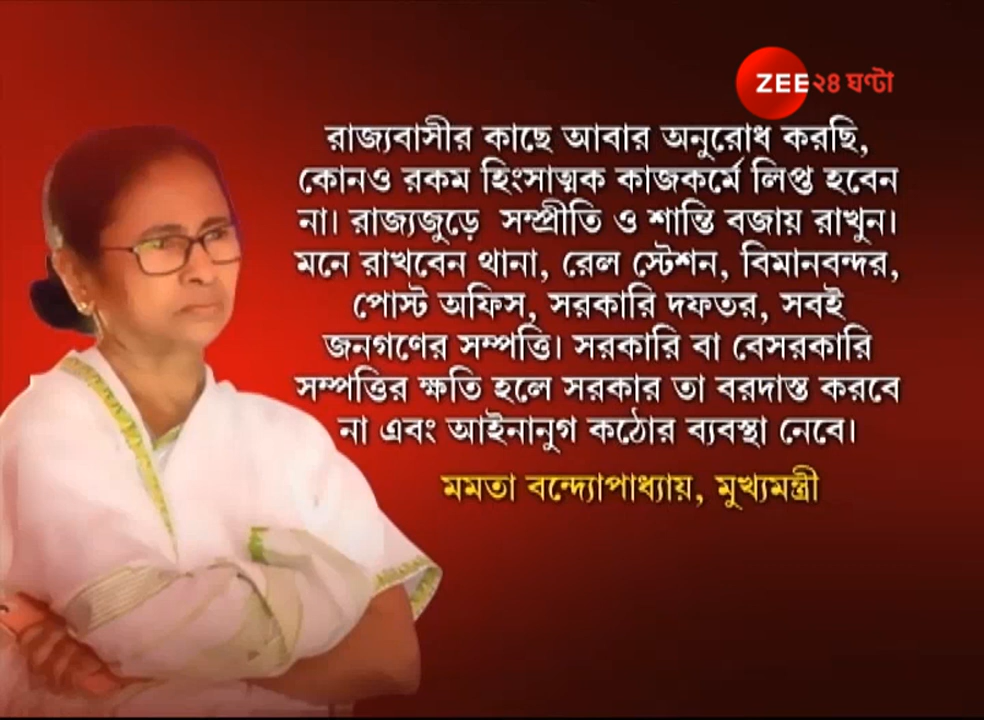 ZEE ২৪ ঘণ্টা
রাজ্যবাসীর কাছে আবার অনুরোধ করছি,
কোনও রকম হিংসাত্মক কাজকর্মে লিপ্ত হবেন
না। রাজ্যজুড়ে সম্প্রীতি ও শান্তি বজায় রাখুন।
মনে রাখবেন থানা, রেল স্টেশন, বিমানবন্দর,
পোস্ট অফিস, সরকারি দফতর, সবই
জনগণের সম্পত্তি। সরকারি বা বেসরকারি
সম্পত্তির ক্ষতি হলে সরকার তা বরদাস্ত করবে
না এবং আইনানুগ কঠোর ব্যবস্থা নেবে।
মমতা বন্দ্যোপাধ্যায়, মুখ্যমন্ত্রী